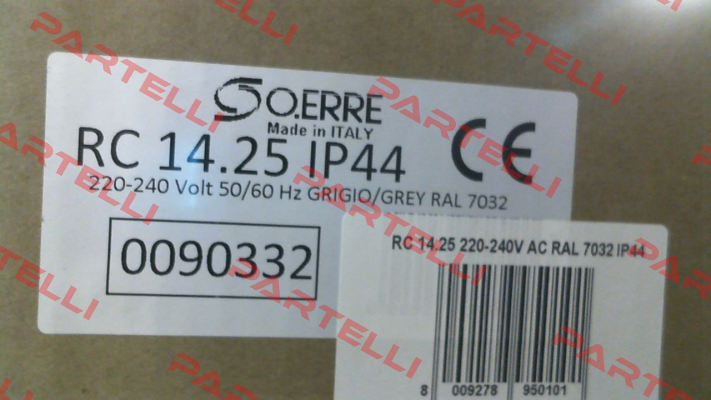 SO.ERRE
Made in ITALY
RC 14.25 IP44
CE
220-240 Volt 50/60 Hz GRIGIO/GREY RAL 7032
0090332
RC 14.25 220-240V AC RAL 7032 IP44
8 009278 950101
PARTELLI
PARTELLI
PARTELLI
PARTELLI
PARTELLI
PARTELLI
PARTELLI